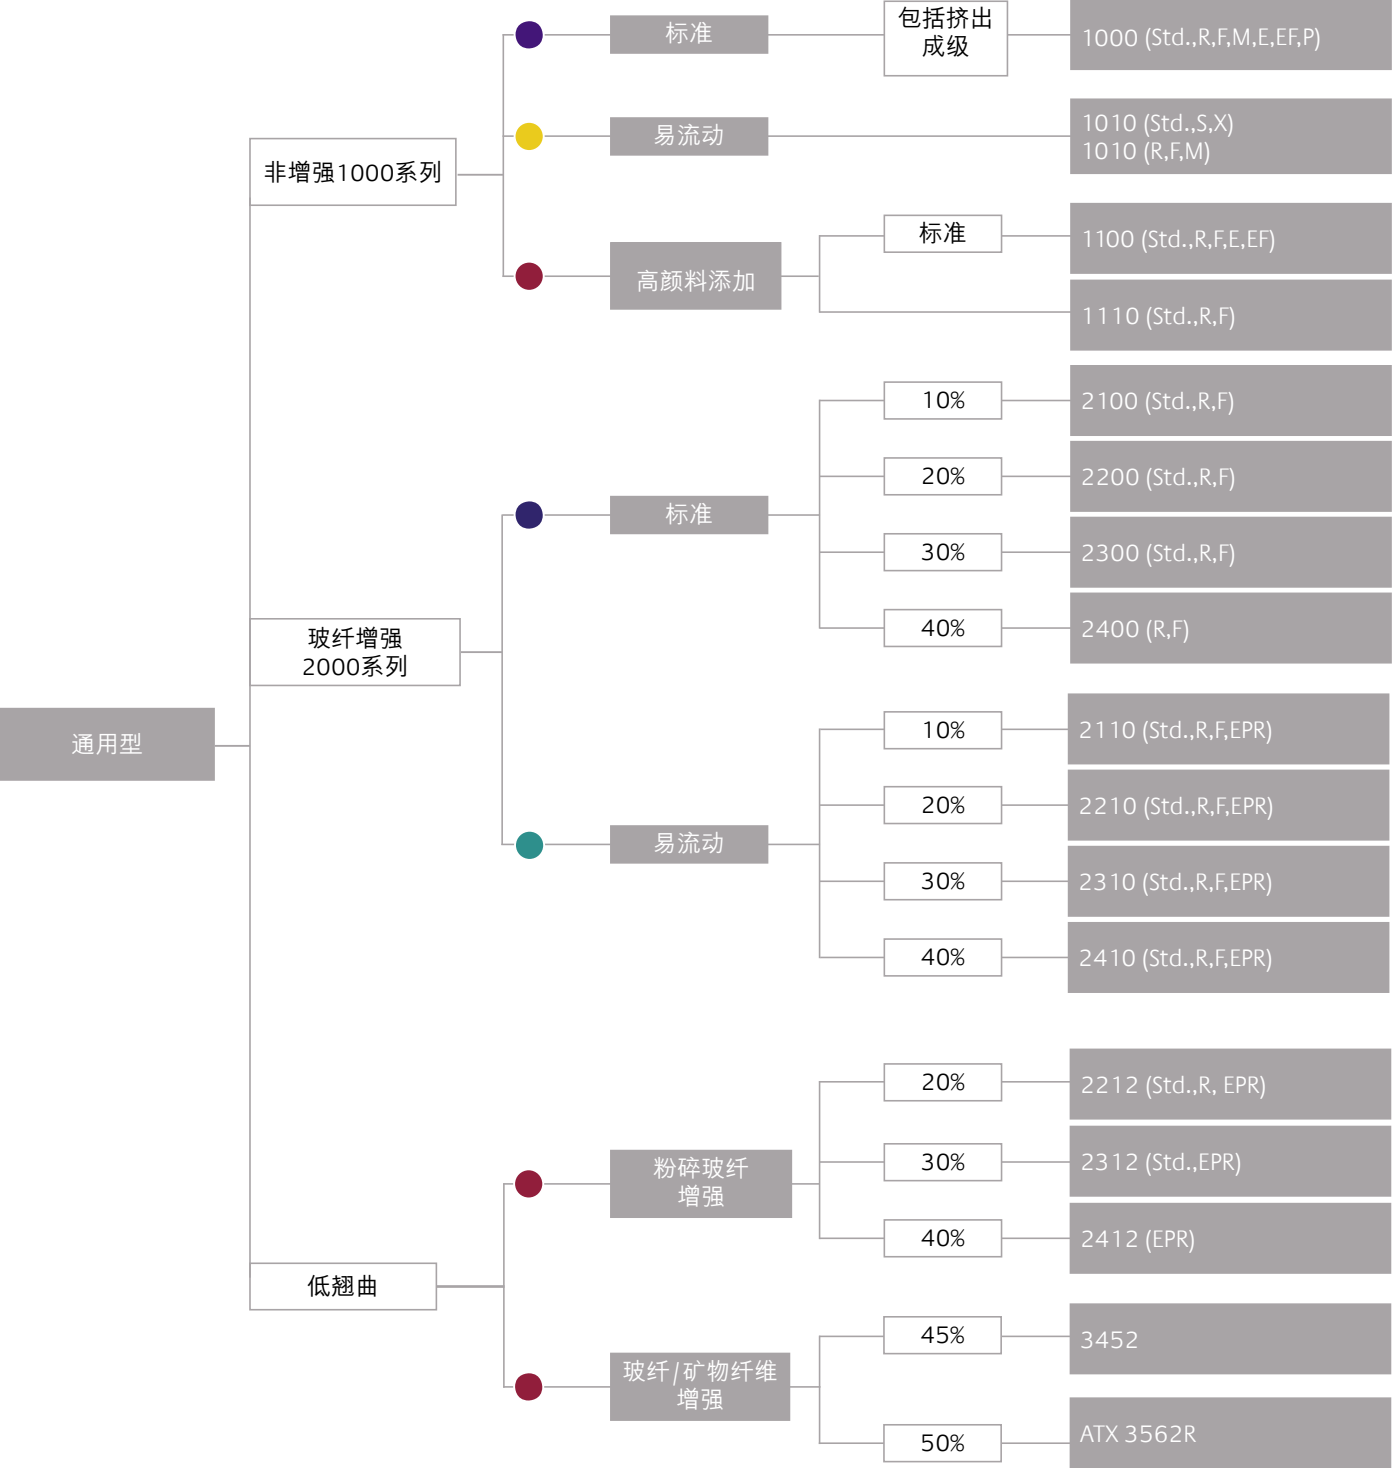 标准
包括挤出
成级
1000 (Std.,R,F,M,E,EF,P)
易流动
1010 (Std.,S,X)
1010 (R,F,M)
非增强1000系列
高颜料添加
标准
1100 (Std.,R,F,E,EF)
1110 (Std.,R,F)
10%
2100 (Std.,R,F)
20%
2200 (Std.,R,F)
标准
30%
2300 (Std.,R,F)
40%
2400 (R,F)
玻纤增强
2000系列
通用型
10%
2110 (Std.,R,F,EPR)
20%
2210 (Std.,R,F,EPR)
易流动
30%
2310 (Std.,R,F,EPR)
40%
2410 (Std.,R,F,EPR)
20%
2212 (Std.,R, EPR)
粉碎玻纤
增强
30%
2312 (Std.,EPR)
40%
2412 (EPR)
低翘曲
45%
3452
玻纤/矿物纤维
增强
50%
ATX 3562R